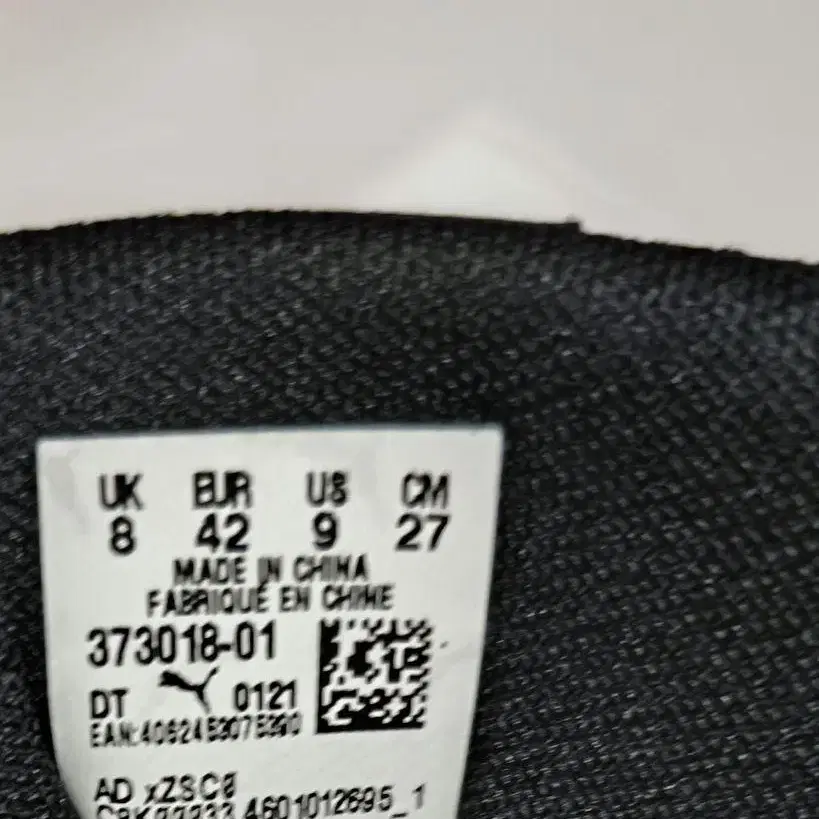 UK EUR US CM
8 42 9 27
MADE IN CHINA
FABRIQUÉ EN CHINE
373018-01
DT 0121
AD
4601012695_1